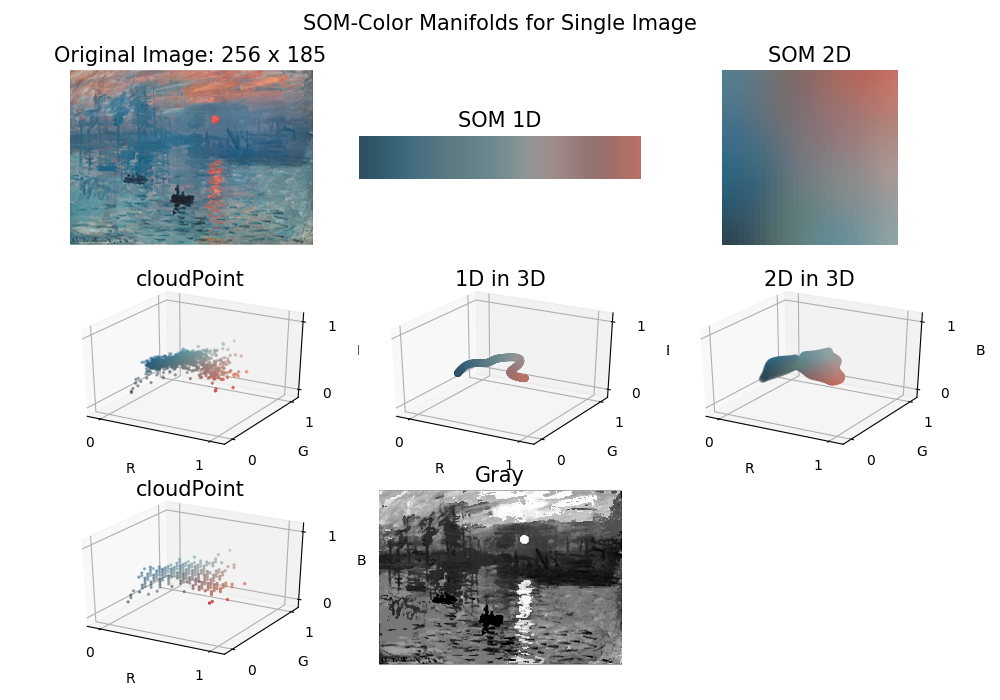 SOM-Color Manifolds for Single Image
Original Image: 256 x 185
SOM 1D
SOM 2D
cloudPoint
1
0
B
0
1
R
0
1
G
1D in 3D
1
0
B
0
1
R
0
1
G
2D in 3D
1
0
B
0
1
R
0
1
G
cloudPoint
1
0
B
0
1
R
0
1
G
Gray